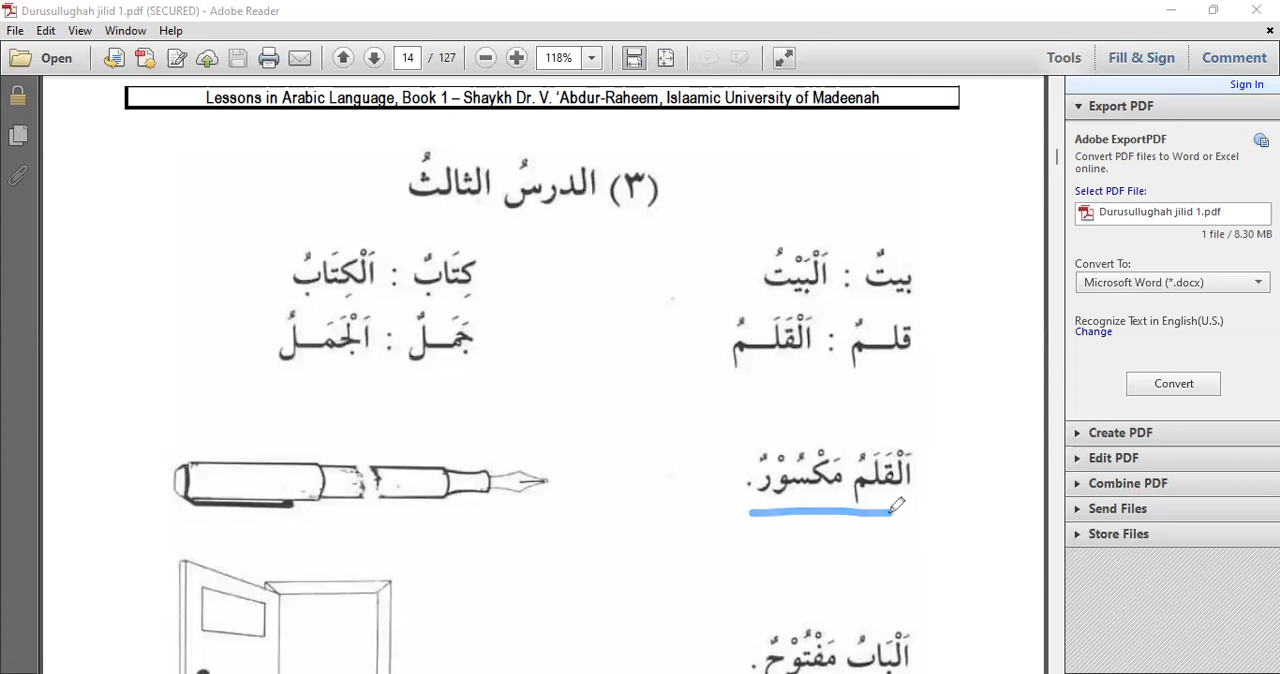 Durusullughah jilid 1.pdf (SECURED) - Adobe Reader
File Edit View Window Help
Open 14 / 127 118% Tools Fill & Sign Comment
Sign In
Lessons in Arabic Language, Book 1 – Shaykh Dr. V. ‘Abdur-Raheem, Islaamic University of Madeenah
(٣) الدرسُ الثالثُ
بيتٌ : اَلْبَيْتُ كِتَابٌ : اَلْكِتَابُ
قلـمٌ : اَلْقَلَـمُ جَمَـلٌ : اَلْجَمَـلُ
اَلْقَلَمُ مَكْسُوْرٌ.
اَلْبَابُ مَفْتُوْحٌ.
Export PDF
Adobe ExportPDF
Convert PDF files to Word or Excel
online.
Select PDF File:
Durusullughah jilid 1.pdf
1 file / 8.30 MB
Convert To:
Microsoft Word (*.docx)
Recognize Text in English(U.S.)
Change
Convert
Create PDF
Edit PDF
Combine PDF
Send Files
Store Files